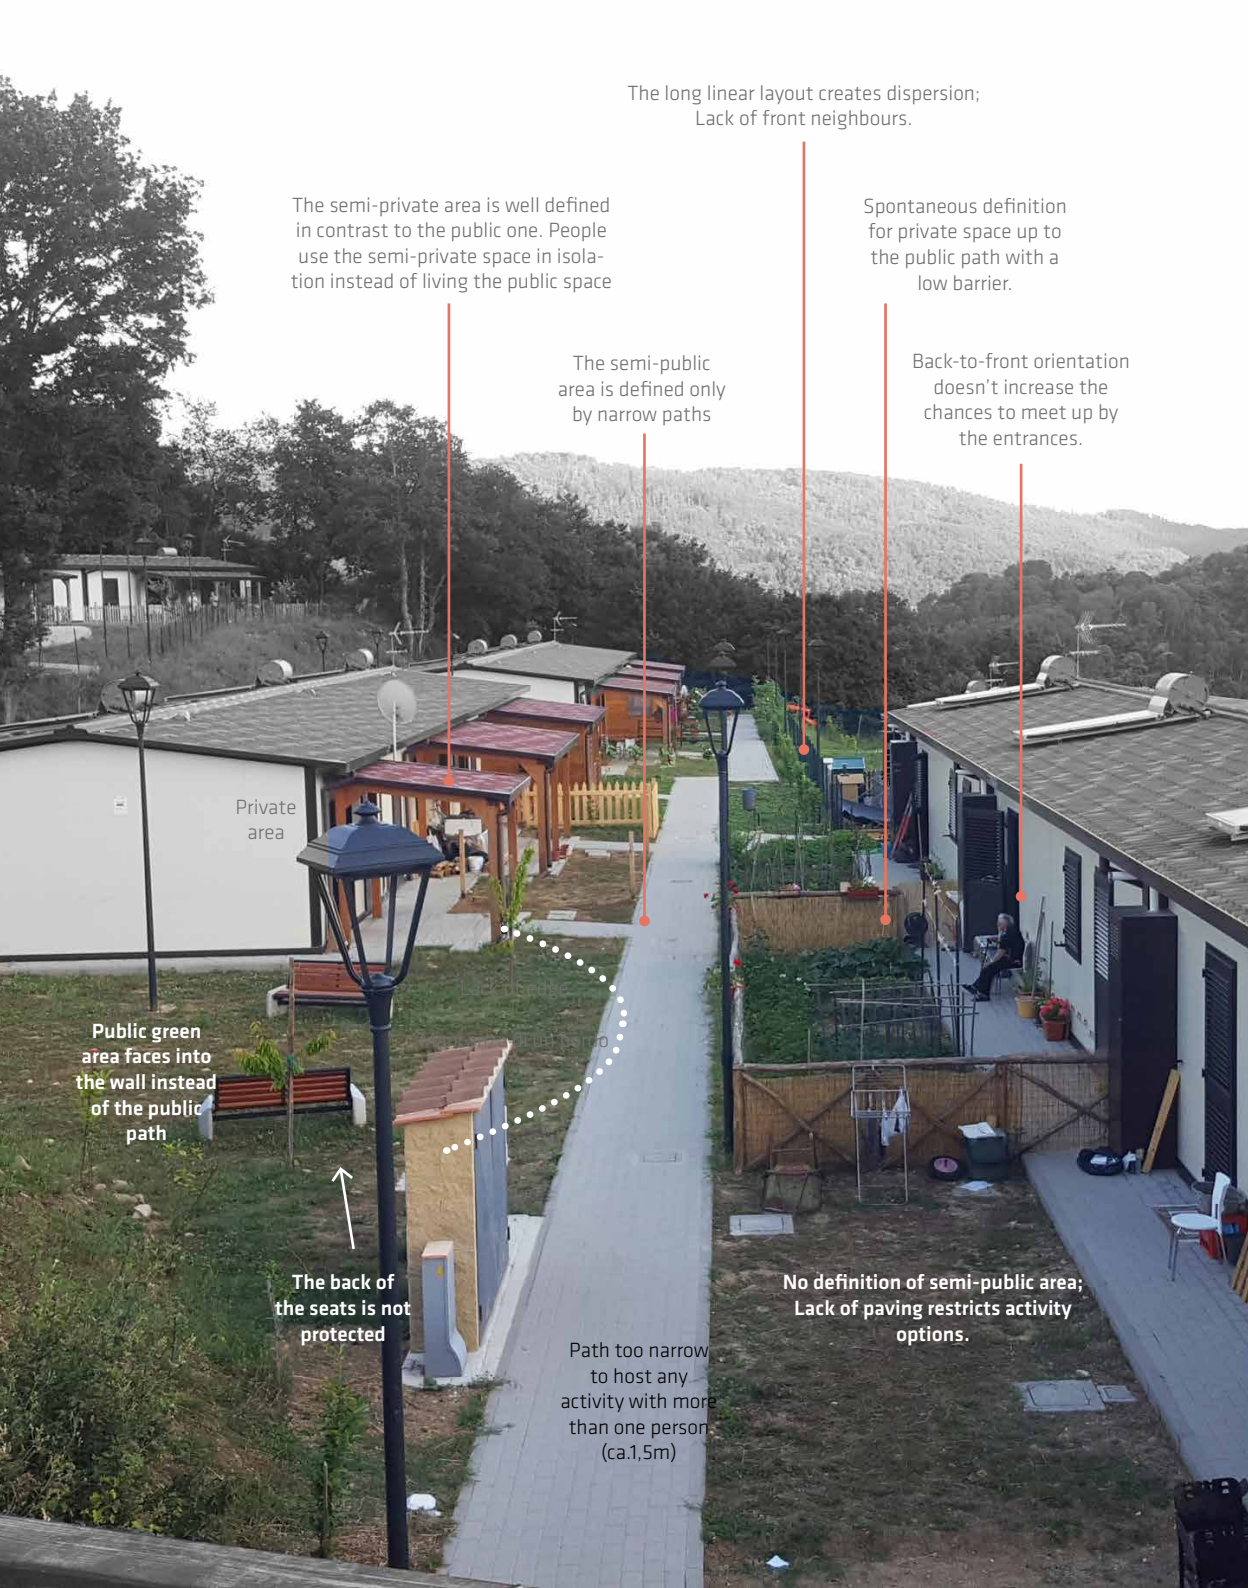 The long linear layout creates dispersion;
Lack of front neighbours.
The semi-private area is well defined
in contrast to the public one. People
use the semi-private space in isola-
tion instead of living the public space
Spontaneous definition
for private space up to
the public path with a
low barrier.
The semi-public
area is defined only
by narrow paths
Back-to-front orientation
doesn't increase the
chances to meet up by
the entrances.
Private
area
Public green
area faces into
the wall instead
of the public
path
The back of
the seats is not
protected
No definition of semi-public area;
Lack of paving restricts activity
options.
Path too narrow
to host any
activity with more
than one person
(ca.1,5m)